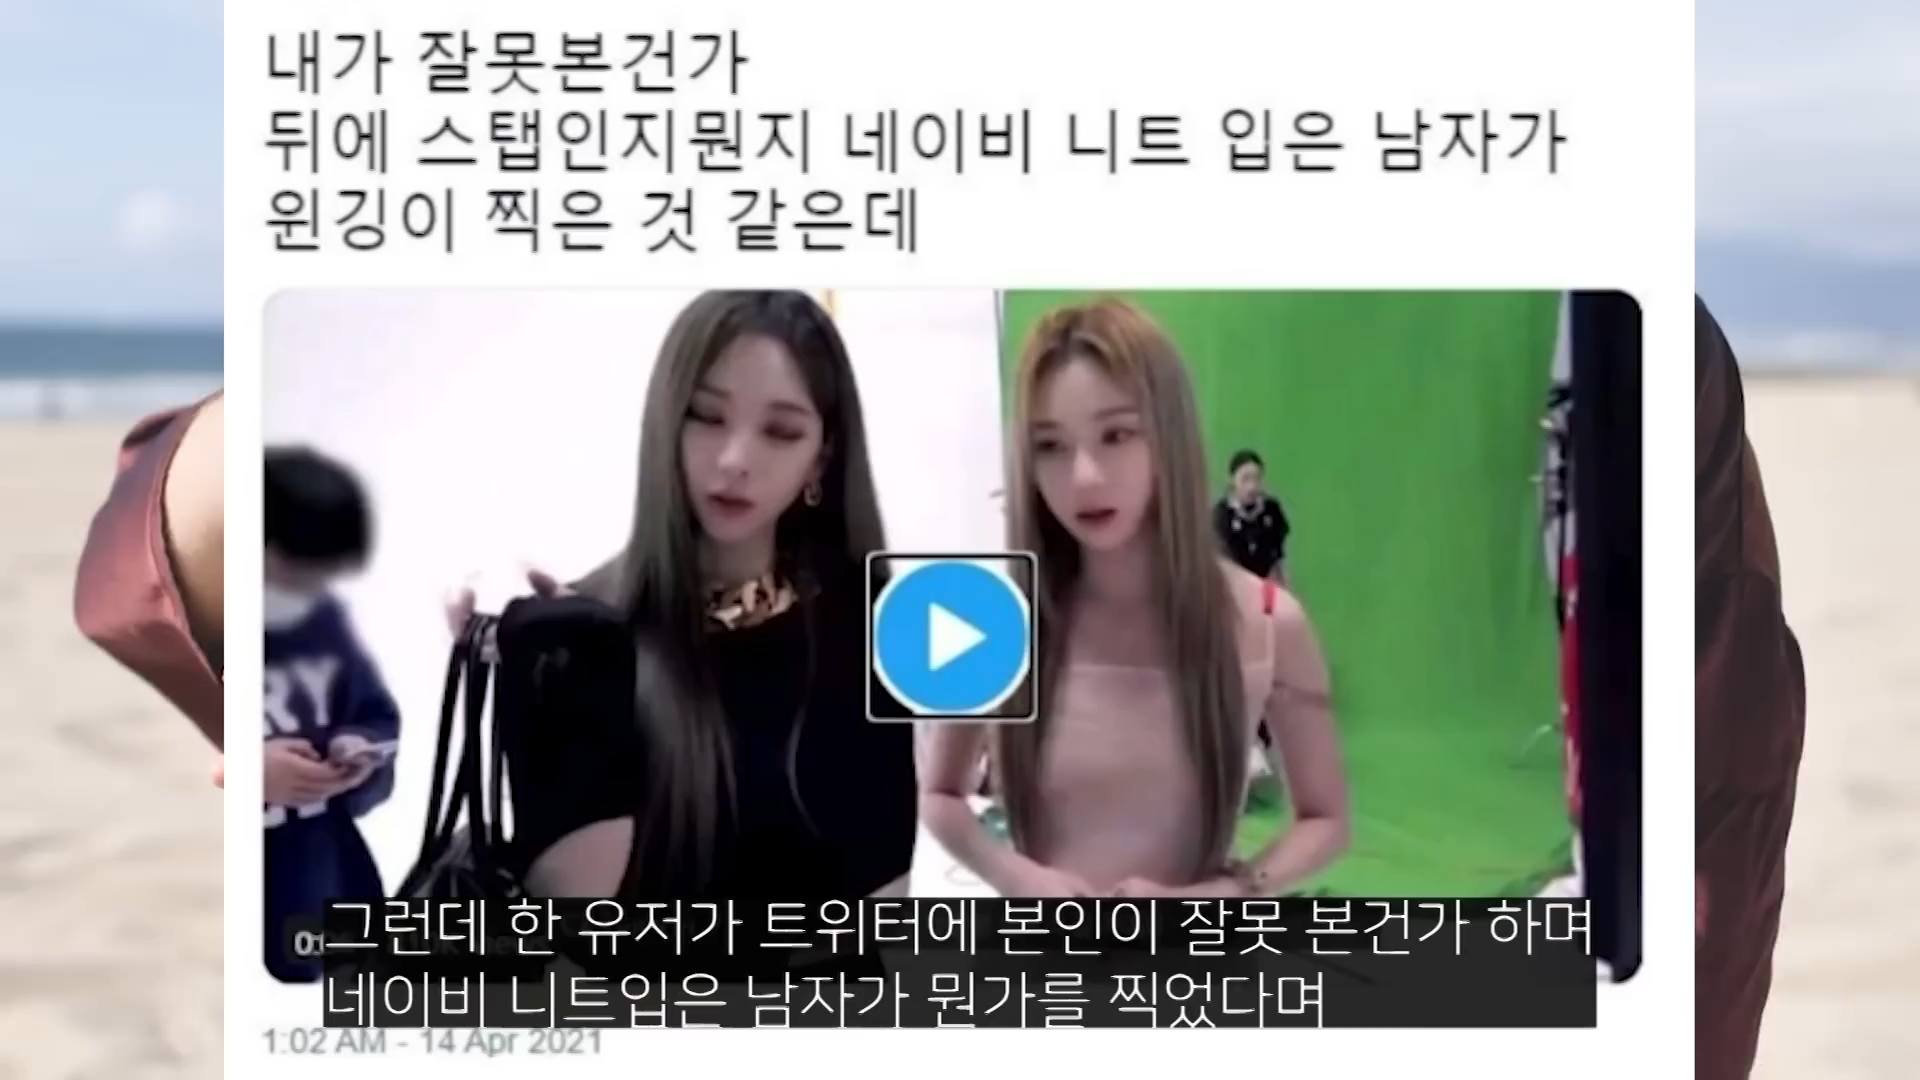 내가 잘못본건가
뒤에 스탭인지뭔지 네이비 니트 입은 남자가
윈깅이 찍은 것 같은데
RY
그런데 한 유저가 트위터에 본인이 잘못 본건가 하며
네이비 니트입은 남자가 뭔가를 찍었다며
1:02 AM - 14 Apr 2021